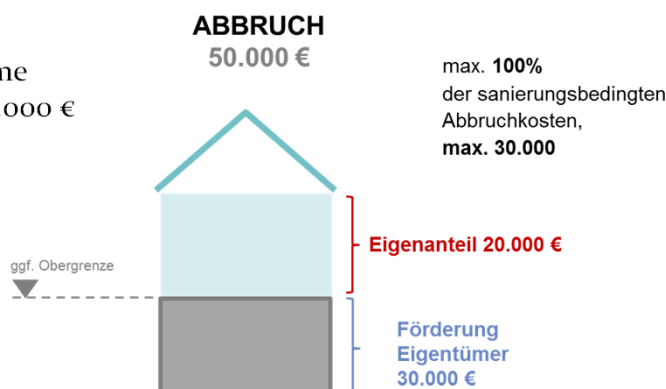 ABBRUCH
50.000 €
max. 100%
der sanierungsbedingten
Abbruchkosten,
max. 30.000
Eigenanteil 20.000 €
ggf. Obergrenze
Förderung
Eigentümer
30.000 €